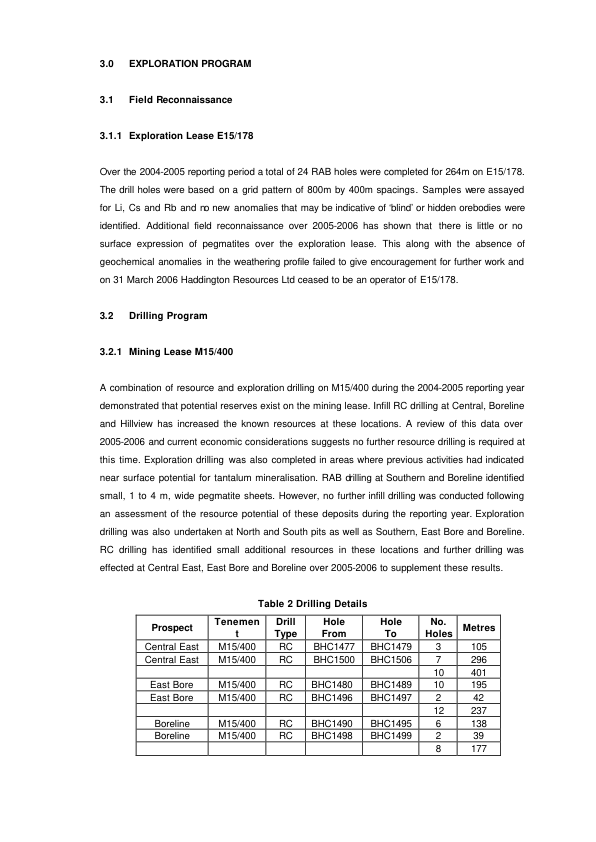 3.0 EXPLORATION PROGRAM
3.1 Field Reconnaissance
3.1.1 Exploration Lease E15/178
Over the 2004-2005 reporting period a total of 24 RAB holes were completed for 264m on E15/178.
The drill holes were based on a grid pattern of 800m by 400m spacings. Samples were assayed
for Li, Cs and Rb and no new anomalies that may be indicative of ‘blind’ or hidden orebodies were
identified. Additional field reconnaissance over 2005-2006 has shown that there is little or no
surface expression of pegmatites over the exploration lease. This along with the absence of
geochemical anomalies in the weathering profile failed to give encouragement for further work and
on 31 March 2006 Haddington Resources Ltd ceased to be an operator of E15/178.
3.2 Drilling Program
3.2.1 Mining Lease M15/400
A combination of resource and exploration drilling on M15/400 during the 2004-2005 reporting year
demonstrated that potential reserves exist on the mining lease. Infill RC drilling at Central, Boreline
and Hillview has increased the known resources at these locations. A review of this data over
2005-2006 and current economic considerations suggests no further resource drilling is required at
this time. Exploration drilling was also completed in areas where previous activities had indicated
near surface potential for tantalum mineralisation. RAB drilling at Southern and Boreline identified
small, 1 to 4 m, wide pegmatite sheets. However, no further infill drilling was conducted following
an assessment of the resource potential of these deposits during the reporting year. Exploration
drilling was also undertaken at North and South pits as well as Southern, East Bore and Boreline.
RC drilling has identified small additional resources in these locations and further drilling was
effected at Central East, East Bore and Boreline over 2005-2006 to supplement these results.
Table 2 Drilling Details
Prospect Tenemen t Drill Type Hole From Hole To No. Holes Metres
Central East M15/400 RC BHC1477 BHC1479 3 105
Central East M15/400 RC BHC1500 BHC1506 7 296
10 401
East Bore M15/400 RC BHC1480 BHC1489 10 195
East Bore M15/400 RC BHC1496 BHC1497 2 42
12 237
Boreline M15/400 RC BHC1490 BHC1495 6 138
Boreline M15/400 RC BHC1498 BHC1499 2 39
8 177